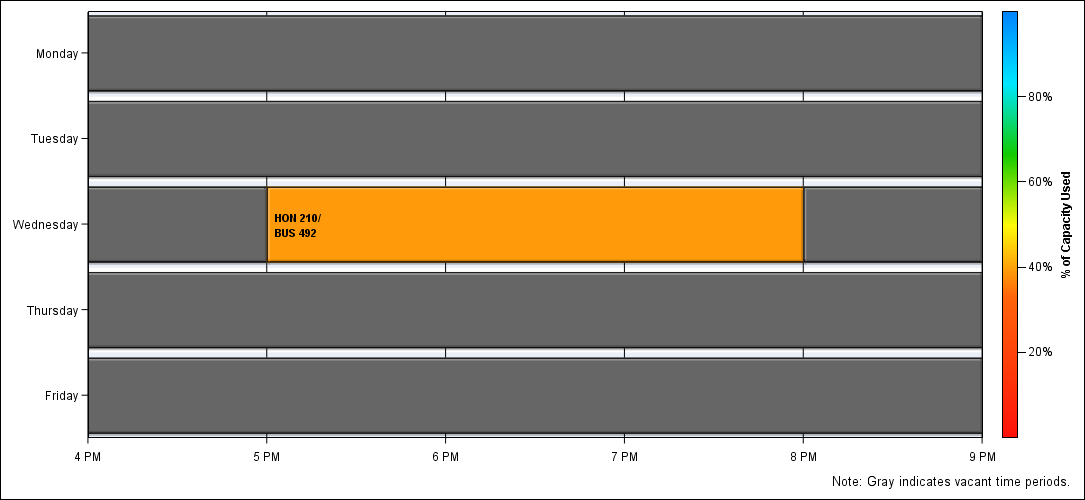 Monday
Tuesday
Wednesday
Thursday
Friday
HON 210/
BUS 492
4 PM
5 PM
6 PM
7 PM
8 PM
9 PM
80%
60%
40%
20%
% of Capacity Used
Note: Gray indicates vacant time periods.